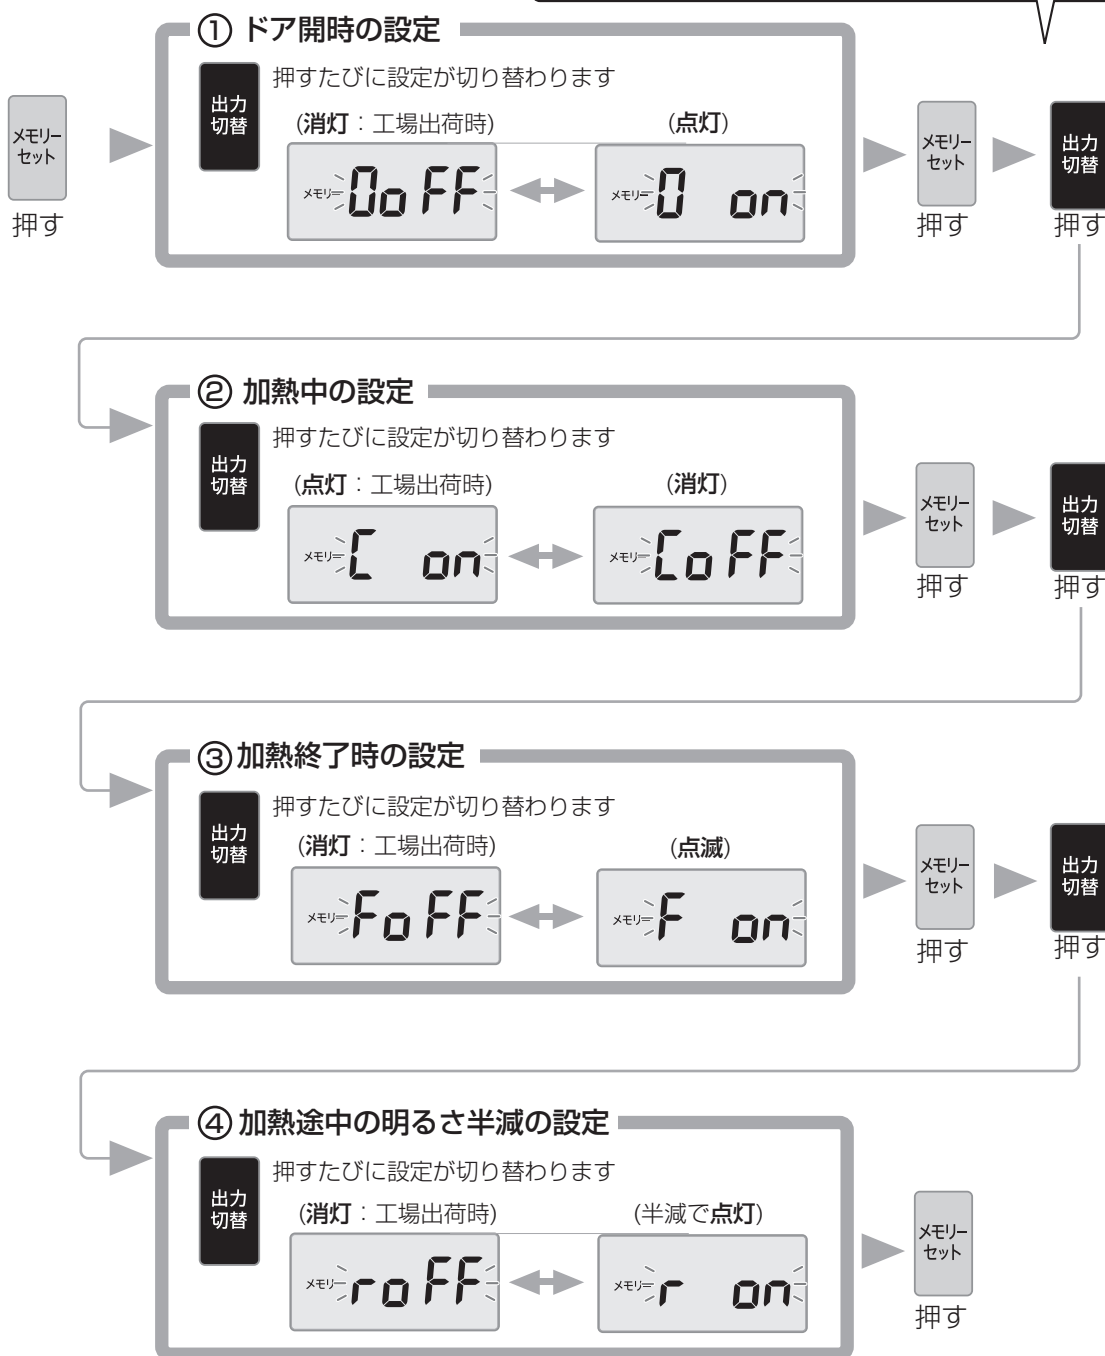 ① ドア開時の設定
メモリー
セット
押す
出力
切替
押すたびに設定が切り替わります
(消灯：工場出荷時)
(点灯)
メモリー 0oFF
メモリー 0 on
メモリー
セット
押す
出力
切替
押す
② 加熱中の設定
出力
切替
押すたびに設定が切り替わります
(点灯：工場出荷時)
(消灯)
メモリー C on
メモリー CoFF
メモリー
セット
押す
出力
切替
押す
③ 加熱終了時の設定
出力
切替
押すたびに設定が切り替わります
(消灯：工場出荷時)
(点滅)
メモリー FoFF
メモリー F on
メモリー
セット
押す
出力
切替
押す
④ 加熱途中の明るさ半減の設定
出力
切替
押すたびに設定が切り替わります
(消灯：工場出荷時)
(半減で点灯)
メモリー roFF
メモリー r on
メモリー
セット
押す